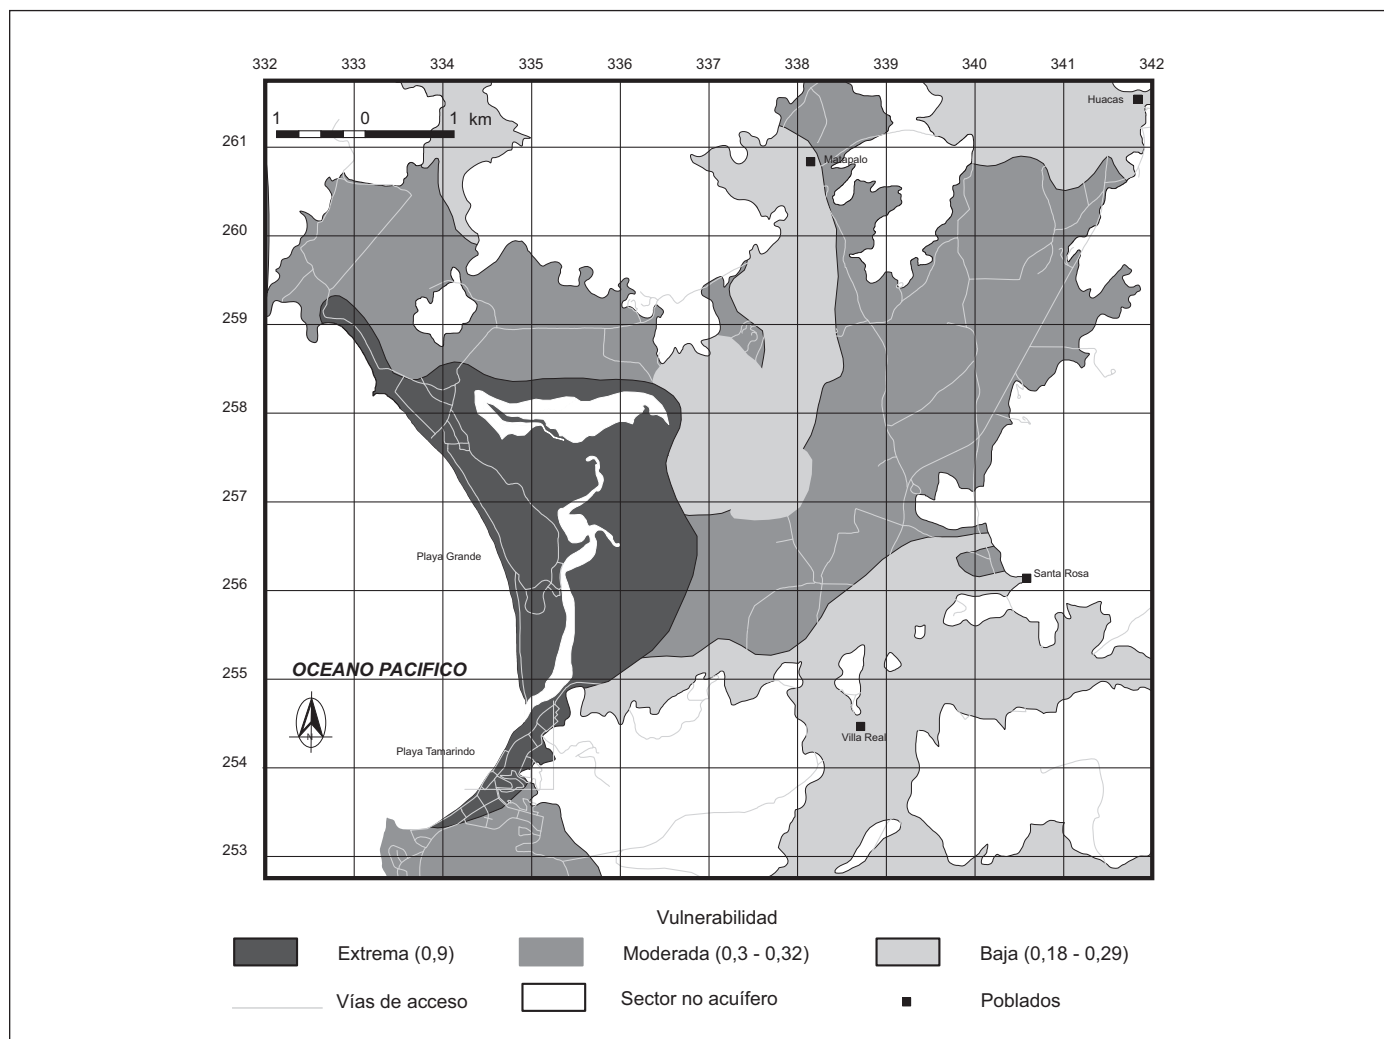 332 333 334 335 336 337 338 339 340 341 342
1 0 1 km
Huacas
261
Matapalo
260
259
258
257
Playa Grande
256
Santa Rosa
255
OCEANO PACIFICO
N
Villa Real
Playa Tamarindo
254
253
Vulnerabilidad
Extrema (0,9) Moderada (0,3 - 0,32) Baja (0,18 - 0,29)
Vías de acceso Sector no acuífero Poblados